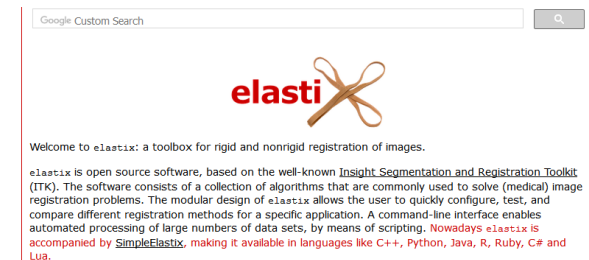 Google Custom Search
elastix
Welcome to elastix: a toolbox for rigid and nonrigid registration of images.
elastix is open source software, based on the well-known Insight Segmentation and Registration Toolkit
(ITK). The software consists of a collection of algorithms that are commonly used to solve (medical) image
registration problems. The modular design of elastix allows the user to quickly configure, test, and
compare different registration methods for a specific application. A command-line interface enables
automated processing of large numbers of data sets, by means of scripting. Nowadays elastix is
accompanied by SimpleElastix, making it available in languages like C++, Python, Java, R, Ruby, C# and
Lua.